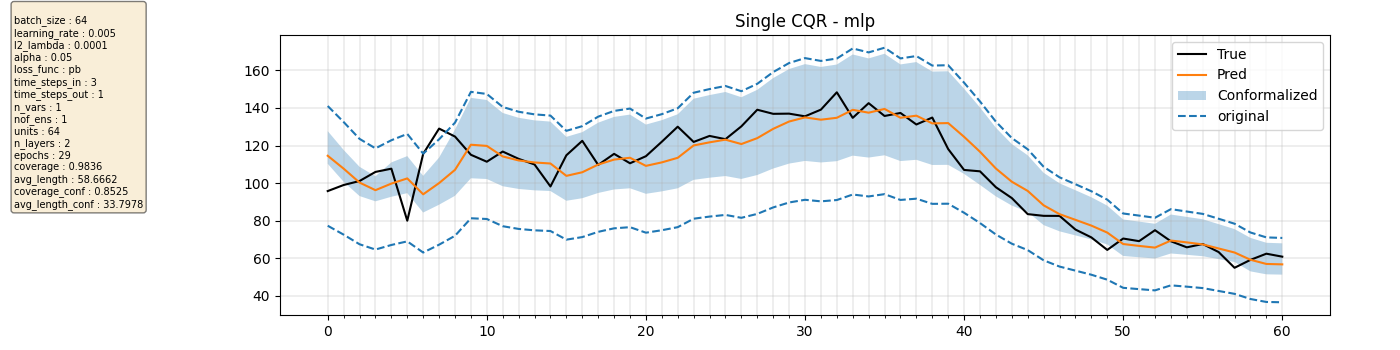 Single CQR - mlp
batch_size : 64
learning_rate : 0.005
l2_lambda : 0.0001
alpha : 0.05
loss_func : pb
time_steps_in : 3
time_steps_out : 1
n_vars : 1
nof_ens : 1
units : 64
n_layers : 2
epochs : 29
coverage : 0.9836
avg_length : 58.6662
coverage_conf : 0.8525
avg_length_conf : 33.7978
True
Pred
Conformalized
original
160
140
120
100
80
60
40
0 10 20 30 40 50 60